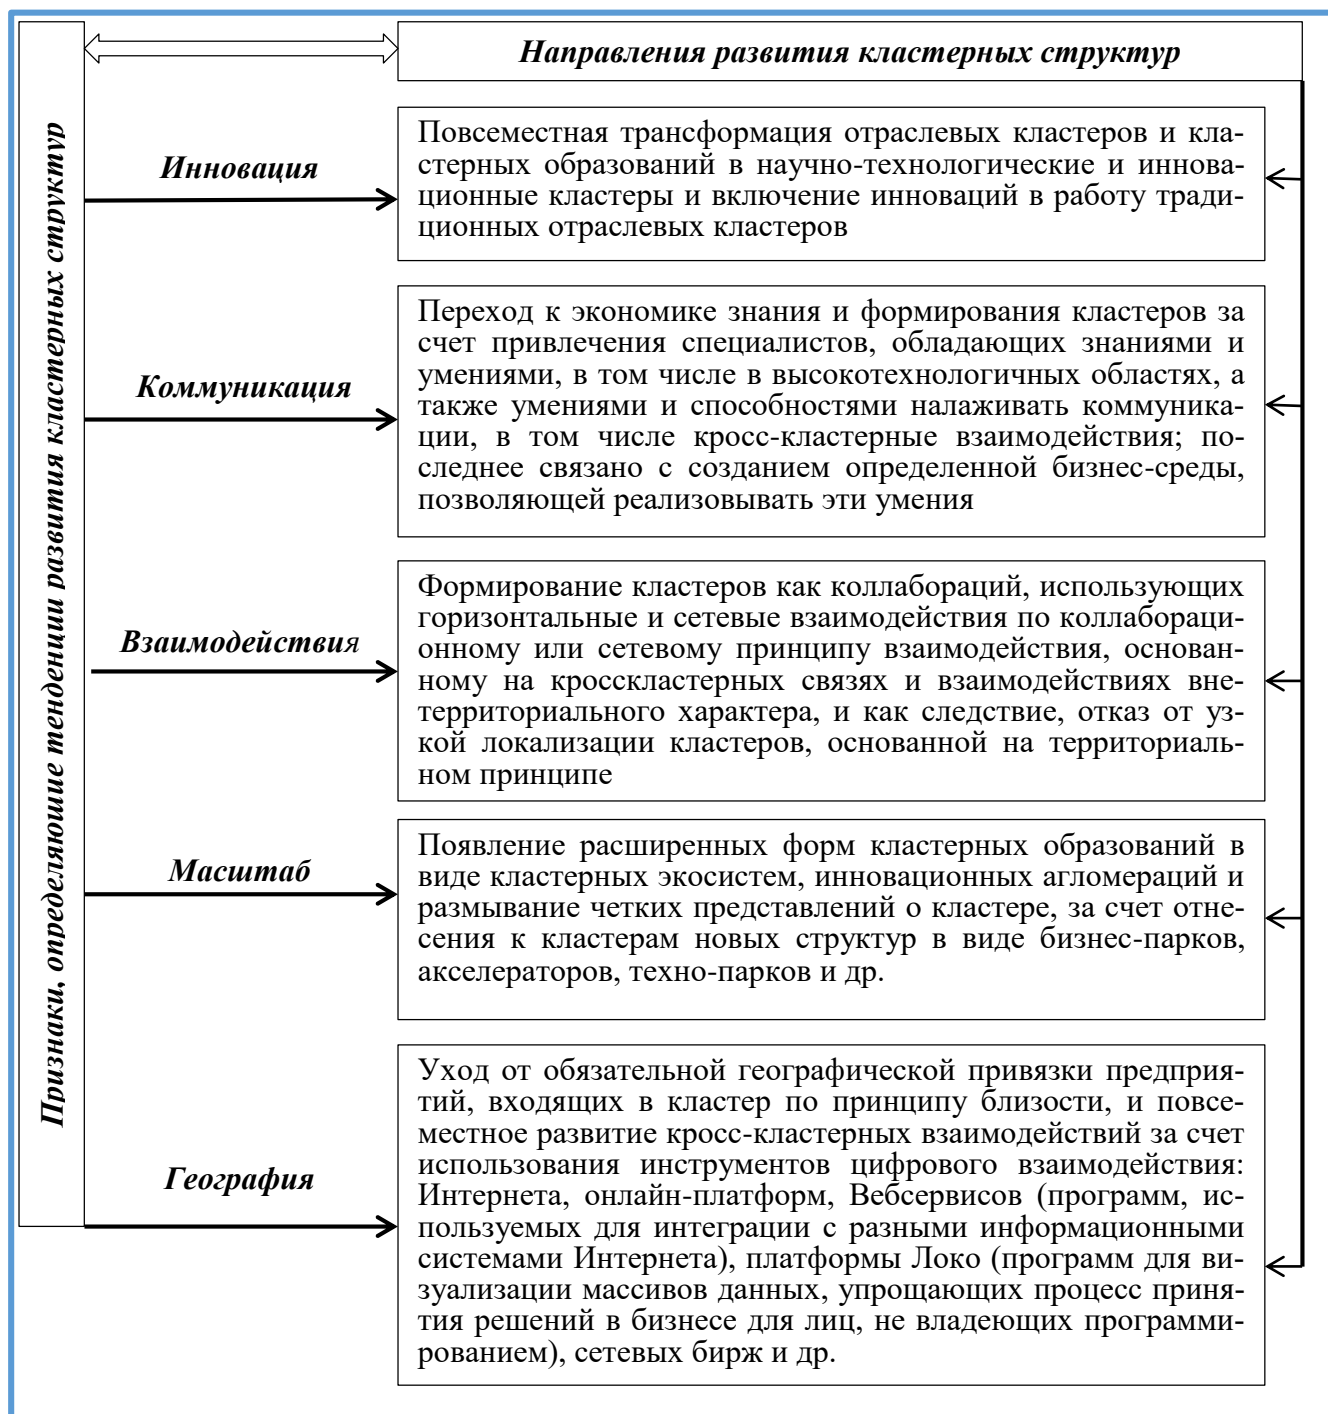 Признаки, определяюшие тенденции развития кластерных структур
Направления развития кластерных структур
Инновация
Повсеместная трансформация отраслевых кластеров и кла-
стерных образований в научно-технологические и иннова-
ционные кластеры и включение инноваций в работу тради-
ционных отраслевых кластеров
Коммуникация
Переход к экономике знания и формирования кластеров за
счет привлечения специалистов, обладающих знаниями и
умениями, в том числе в высокотехнологичных областях, а
также умениями и способностями налаживать коммуника-
ции, в том числе кросс-кластерные взаимодействия; по-
следнее связано с созданием определенной бизнес-среды,
позволяющей реализовывать эти умения
Взаимодействия
Формирование кластеров как коллабораций, использующих
горизонтальные и сетевые взаимодействия по коллабораци-
онному или сетевому принципу взаимодействия, основан-
ному на кросскластерных связях и взаимодействиях вне-
территориального характера, и как следствие, отказ от уз-
кой локализации кластеров, основанной на территориаль-
ном принципе
Масштаб
Появление расширенных форм кластерных образований в
виде кластерных экосистем, инновационных агломераций и
размывание четких представлений о кластере, за счет отне-
сения к кластерам новых структур в виде бизнес-парков,
акселераторов, техно-парков и др.
География
Уход от обязательной географической привязки предприя-
тий, входящих в кластер по принципу близости, и повсе-
местное развитие кросс-кластерных взаимодействий за счет
использования инструментов цифрового взаимодействия:
Интернета, онлайн-платформ, Вебсервисов (программ, ис-
пользуемых для интеграции с разными информационными
системами Интернета), платформы Локо (программ для ви-
зуализации массивов данных, упрощающих процесс приня
тия решений в бизнесе для лиц, не владеющих программи-
рованием), сетевых бирж и др.